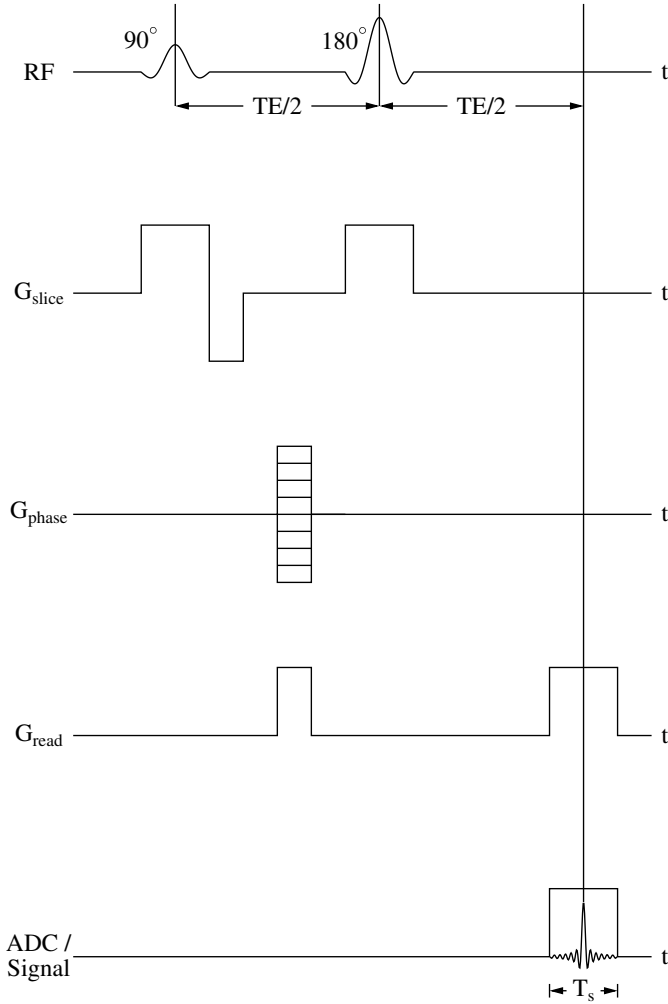 90° 180°
RF t
TE/2 TE/2
G_slice t
G_phase t
G_read t
ADC / t
Signal
T_s